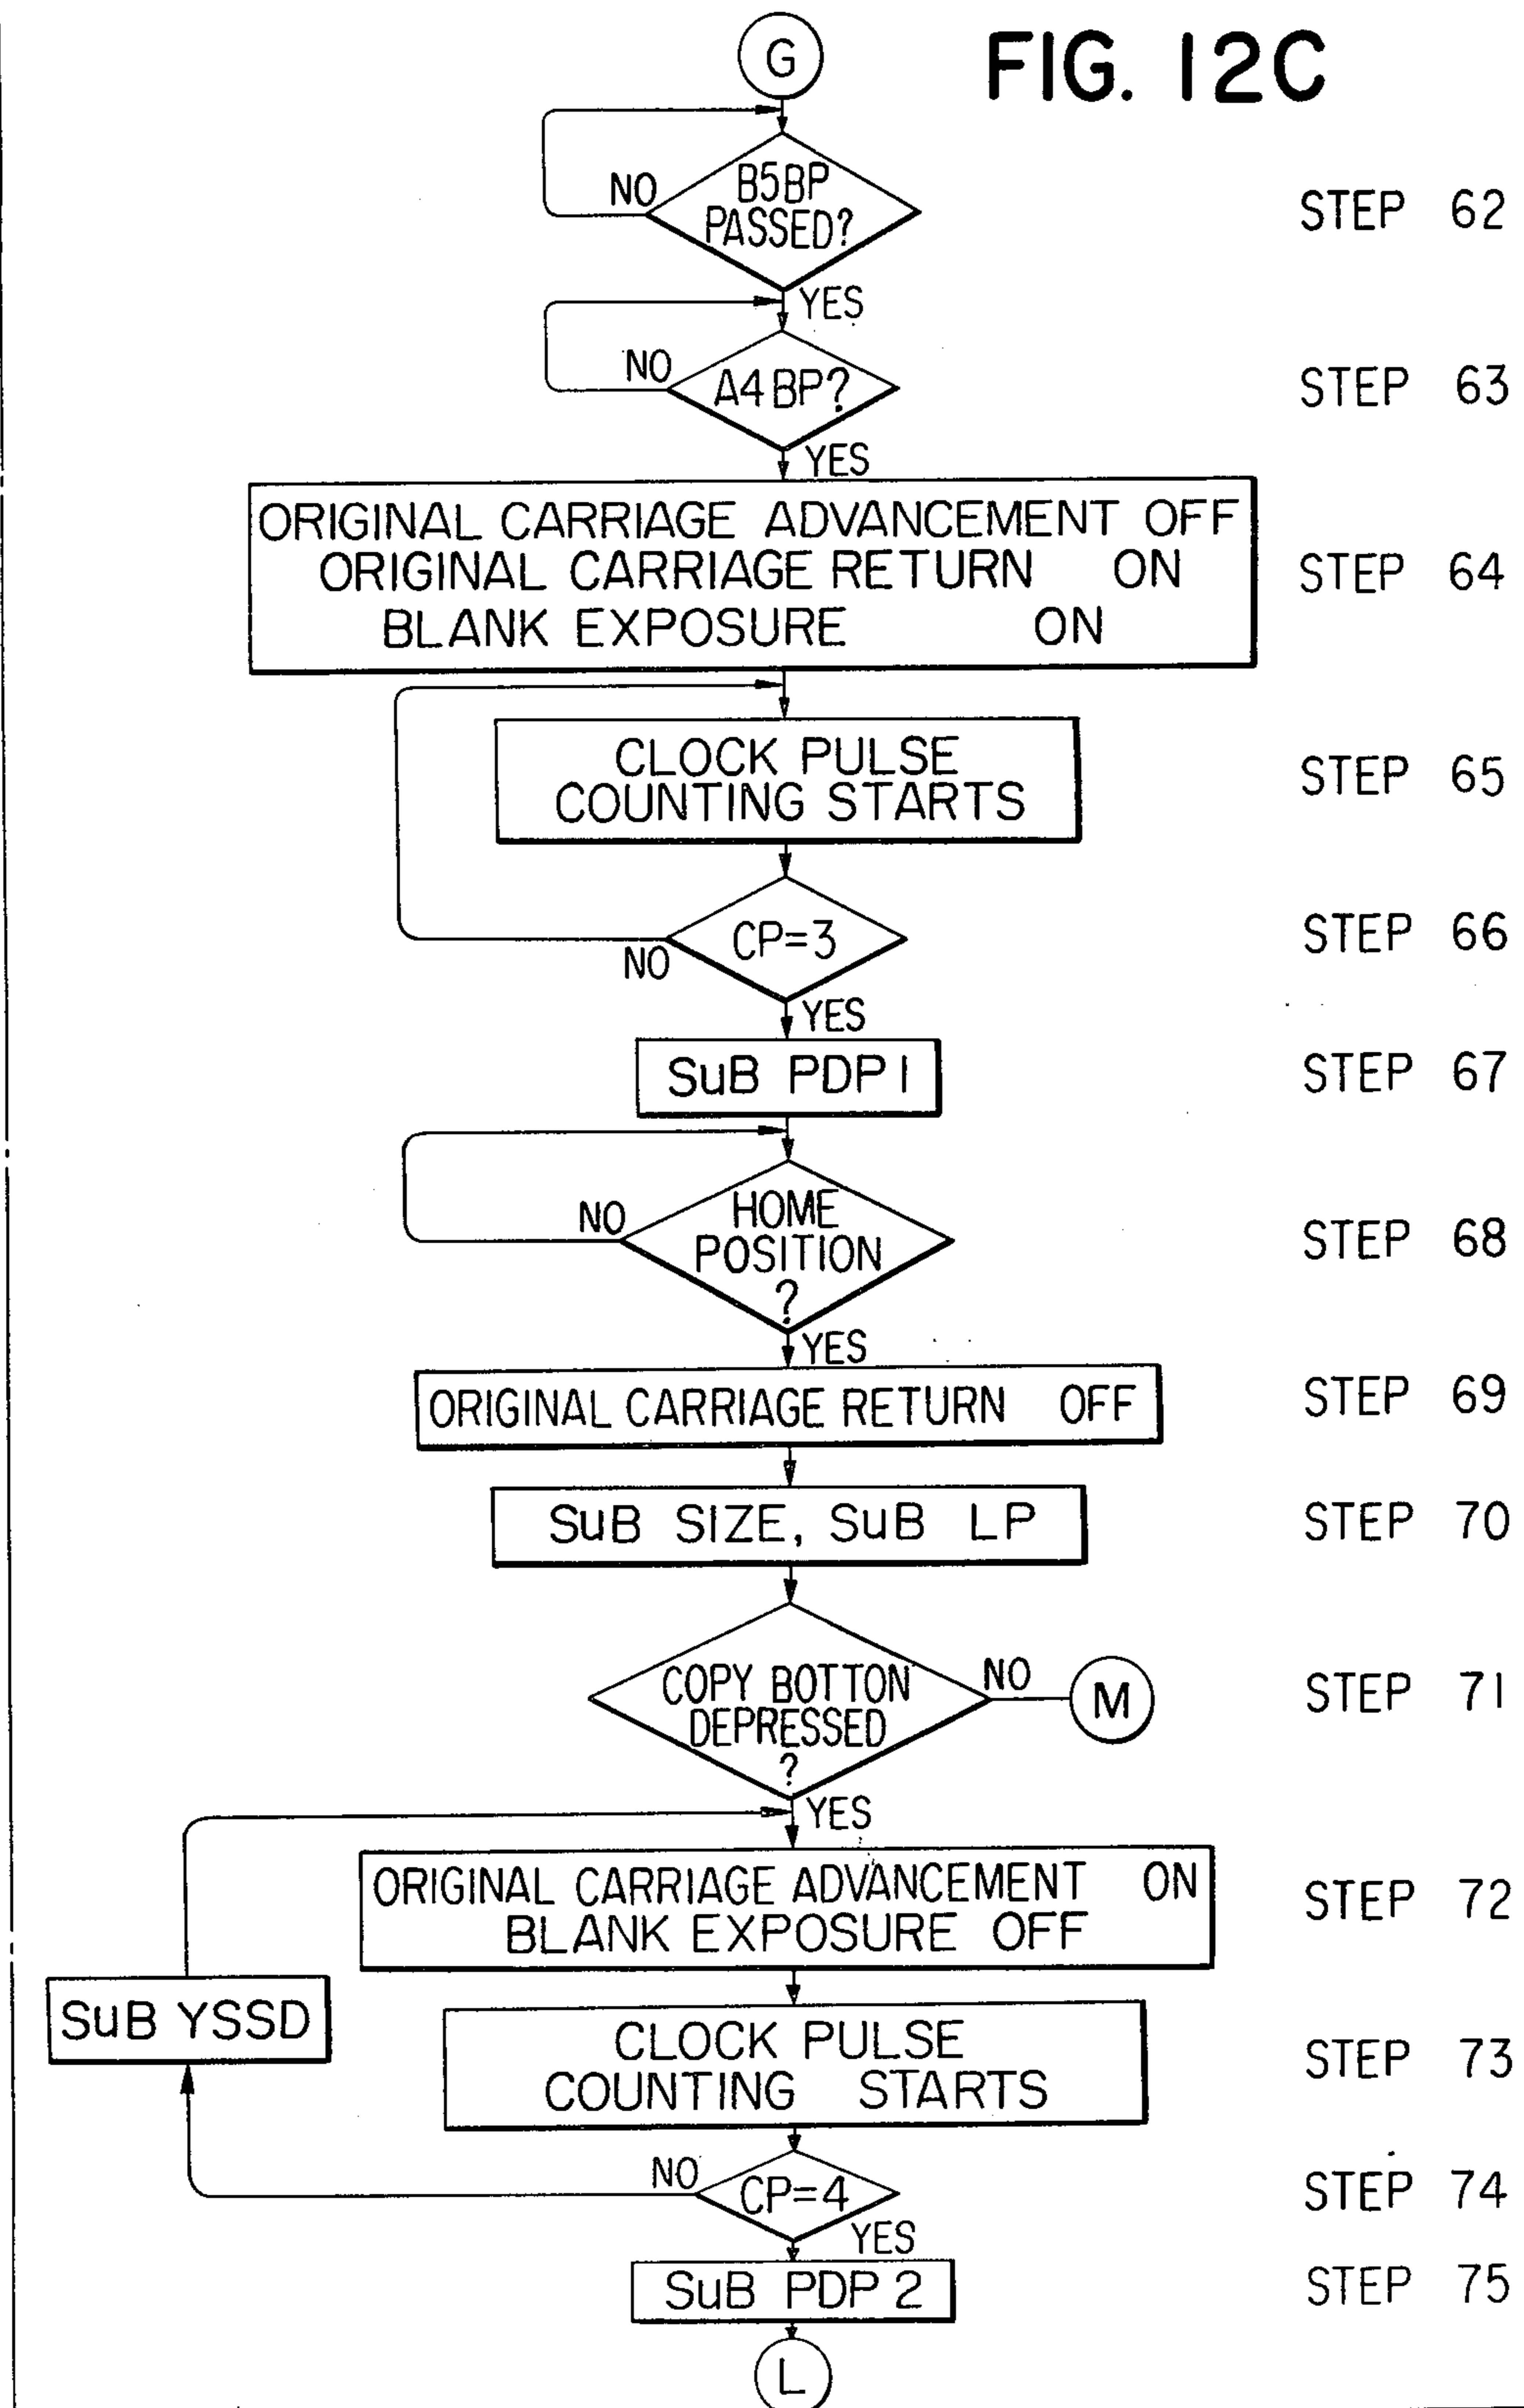 G
FIG. 12C
B5BP
PASSED?
NO
YES
STEP 62
A4 BP?
NO
YES
STEP 63
ORIGINAL CARRIAGE ADVANCEMENT OFF
ORIGINAL CARRIAGE RETURN ON
BLANK EXPOSURE ON
STEP 64
CLOCK PULSE
COUNTING STARTS
STEP 65
CP=3
NO
YES
STEP 66
SuB PDP 1
STEP 67
HOME
POSITION
?
NO
YES
STEP 68
ORIGINAL CARRIAGE RETURN OFF
STEP 69
SuB SIZE, SuB LP
STEP 70
COPY BOTTON
DEPRESSED
?
NO
M
YES
STEP 71
ORIGINAL CARRIAGE ADVANCEMENT ON
BLANK EXPOSURE OFF
STEP 72
SuB YSSD
CLOCK PULSE
COUNTING STARTS
STEP 73
NO
CP=4
YES
STEP 74
SuB PDP 2
STEP 75
L